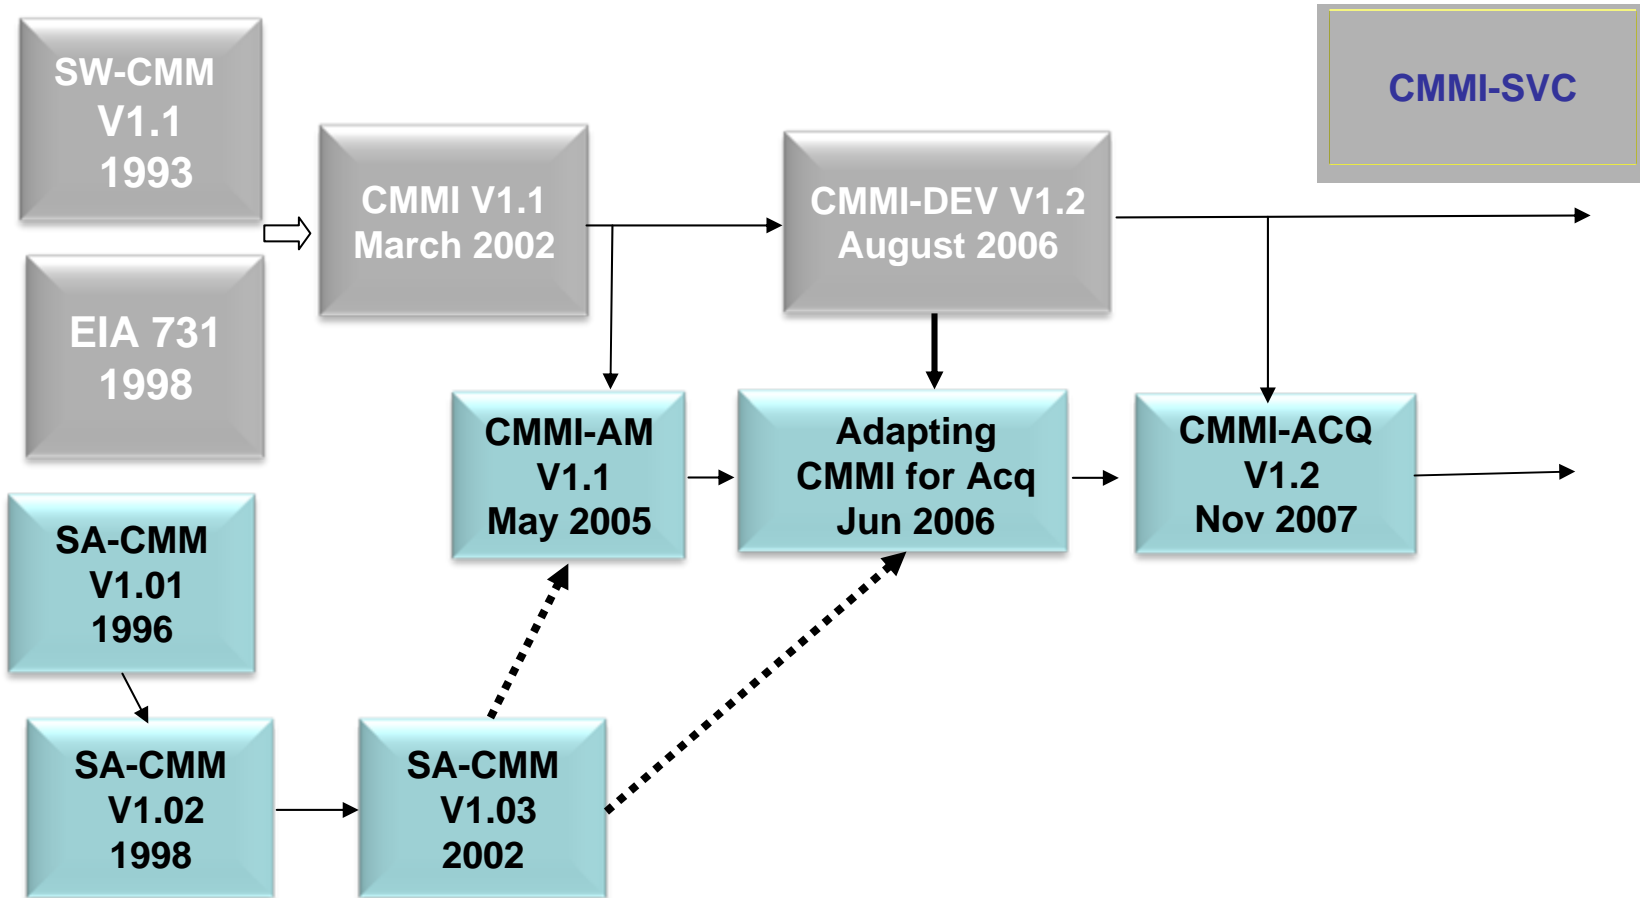 SW-CMM
V1.1
1993
CMMI-SVC
CMMI V1.1
March 2002
CMMI-DEV V1.2
August 2006
EIA 731
1998
CMMI-AM
V1.1
May 2005
Adapting
CMMI for Acq
Jun 2006
CMMI-ACQ
V1.2
Nov 2007
SA-CMM
V1.01
1996
SA-CMM
V1.02
1998
SA-CMM
V1.03
2002